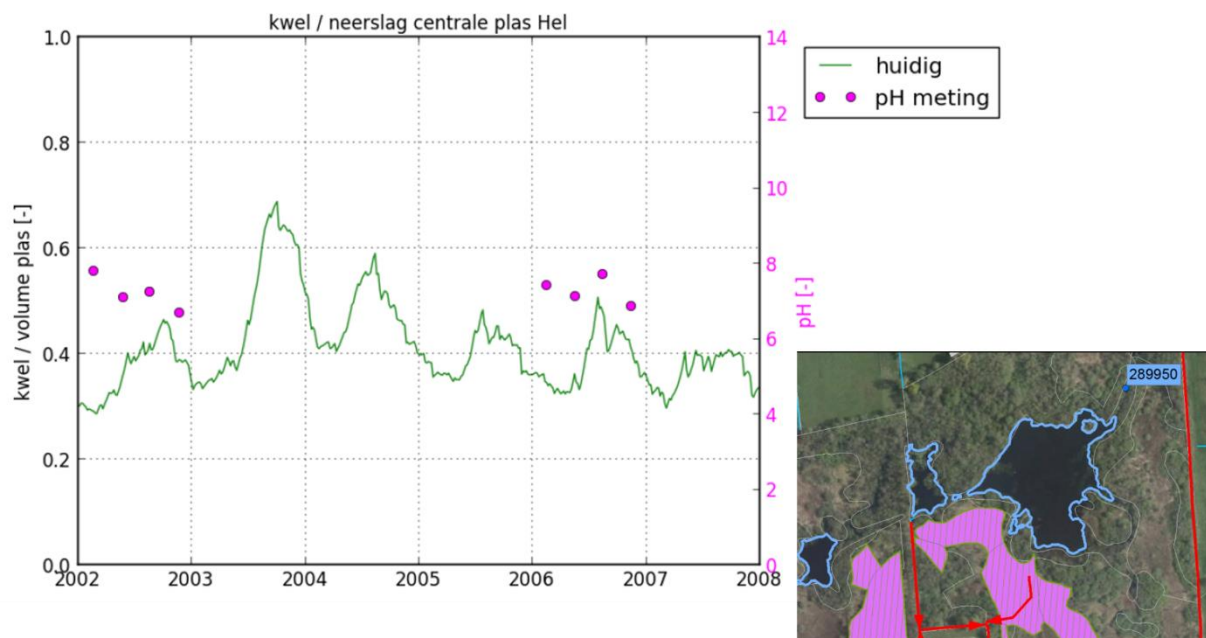 kwel / neerslag centrale plas Hel
1.0
0.8
0.6
0.4
0.2
0.0
kwel / volume plas [-]
2002 2003 2004 2005 2006 2007 2008
14
12
10
8
6
4
2
0
pH [-]
huidig
pH meting
289950